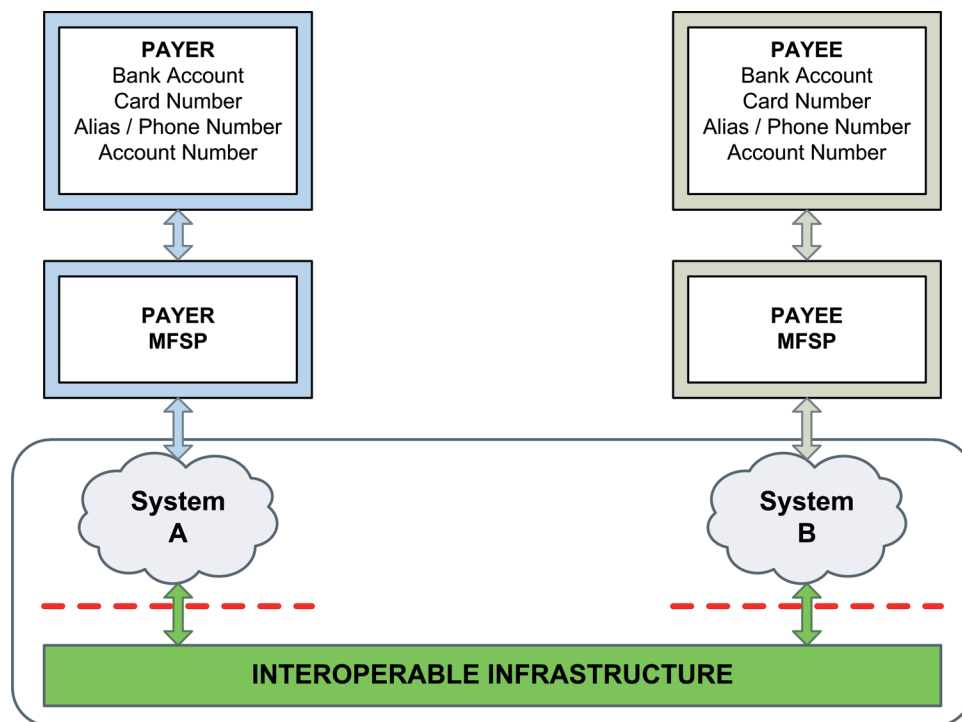 PAYER
Bank Account
Card Number
Alias / Phone Number
Account Number
PAYEE
Bank Account
Card Number
Alias / Phone Number
Account Number
PAYER
MFSP
PAYEE
MFSP
System
A
System
B
INTEROPERABLE INFRASTRUCTURE